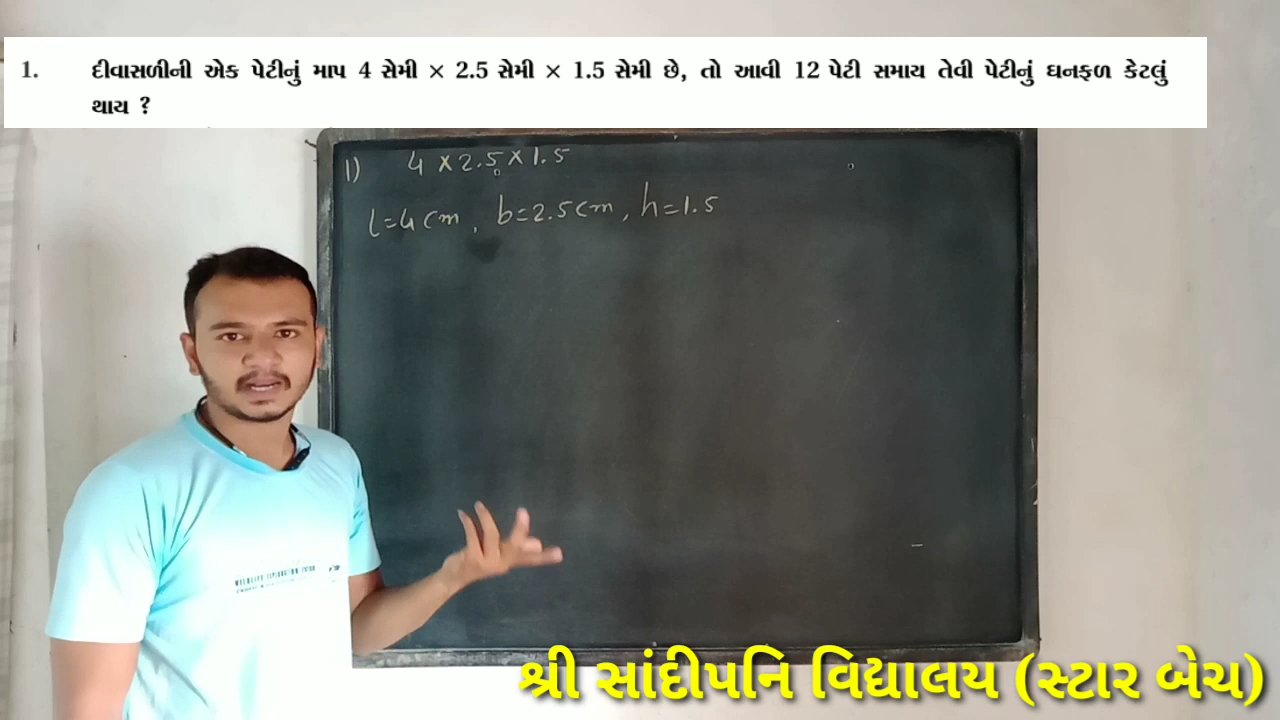 1. દીવાસળીની એક પેટીનું માપ 4 સેમી × 2.5 સેમી × 1.5 સેમી છે, તો આવી 12 પેટી સમાય તેવી પેટીનું ઘનફળ કેટલું
થાય ?
1) 4 × 2.5 × 1.5
l=4cm, b=2.5cm, h=1.5
શ્રી સાંદીપનિ વિદ્યાલય (સ્ટાર બેચ)